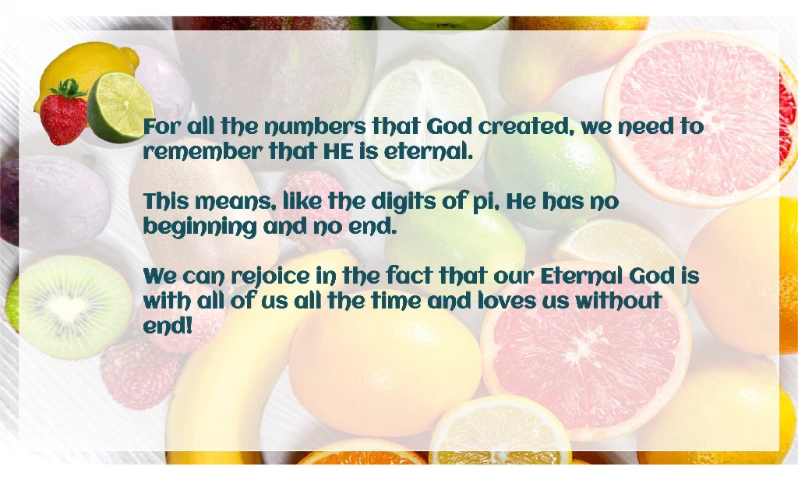 For all the numbers that God created, we need to
remember that HE is eternal.
This means, like the digits of pi, He has no
beginning and no end.
We can rejoice in the fact that our Eternal God is
with all of us all the time and loves us without
end!